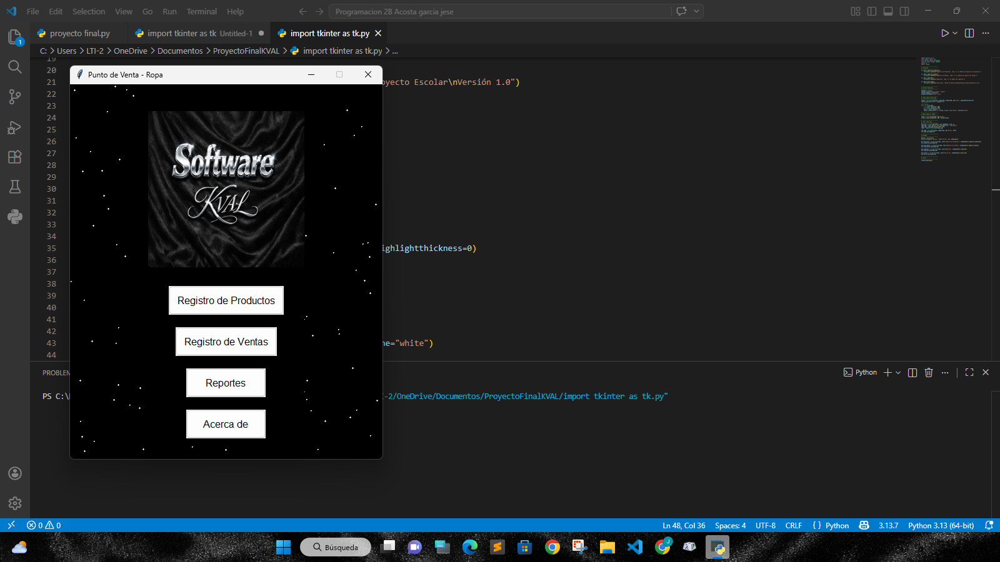 File Edit Selection View Go Run Terminal Help
Programacion 2B Acosta garcia jese
proyecto final.py
import tkinter as tk Untitled-1
import tkinter as tk.py
C: > Users > LTI-2 > OneDrive > Documentos > ProyectoFinalKVAL > import tkinter as tk.py > ...
19
20
21 oyecto Escolar\nVersión 1.0")
22
23
24
25
26
27
28
29
30
31
32
33
34
35 ighlightthickness=0)
36
37
38
39
40
41
42
43 ne="white")
44
Punto de Venta - Ropa
Software
KVAL
Registro de Productos
Registro de Ventas
Reportes
Acerca de
PROBLEM
Python
PS C:\
T-2/OneDrive/Documentos/ProyectoFinalKVAL/import tkinter as tk.py"
1
0 0
Ln 48, Col 36 Spaces: 4 UTF-8 CRLF { } Python 3.13.7 Python 3.13 (64-bit)
Búsqueda
J